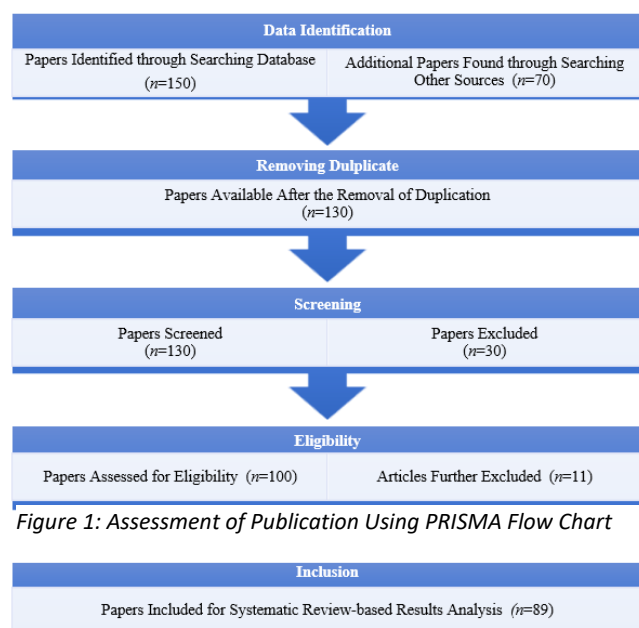 Data Identification
Papers Identified through Searching Database
(n=150)
Additional Papers Found through Searching
Other Sources (n=70)
Removing Dulplicate
Papers Available After the Removal of Duplication
(n=130)
Screening
Papers Screened
(n=130)
Papers Excluded
(n=30)
Eligibility
Papers Assessed for Eligibility (n=100)
Articles Further Excluded (n=11)
Figure 1: Assessment of Publication Using PRISMA Flow Chart
Inclusion
Papers Included for Systematic Review-based Results Analysis (n=89)